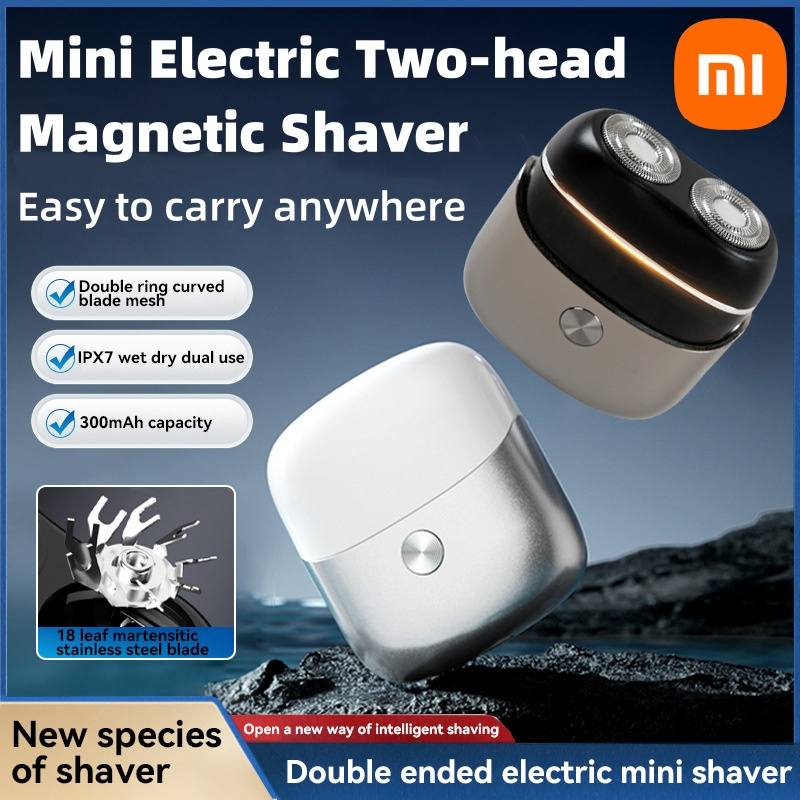 Mini Electric Two-head
Magnetic Shaver
Easy to carry anywhere
mi
Double ring curved
blade mesh
IPX7 wet dry dual use
300mAh capacity
18 leaf martensitic
stainless steel blade
New species
of shaver
Open a new way of intelligent shaving
Double ended electric mini shaver